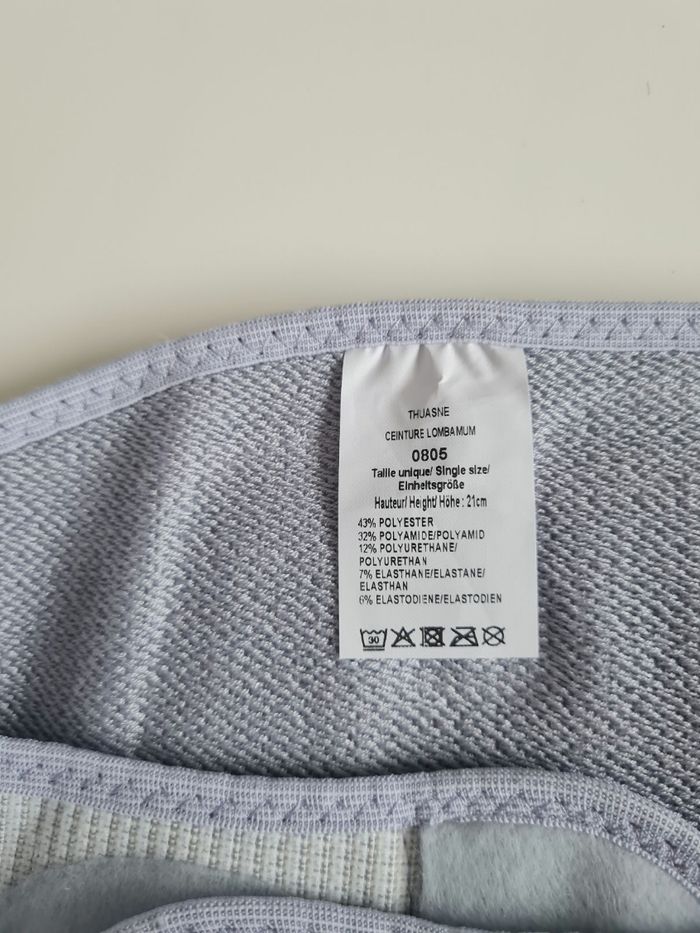 THUASNE
CEINTURE LOMBAMUM
0805
Taille unique/ Single size/
Einheitsgröße
Hauteur/ Height/ Höhe : 21cm
43% POLYESTER
32% POLYAMIDE/POLYAMID
12% POLYURETHANE/
POLYURETHAN
7% ELASTHANE/ELASTANE/
ELASTHAN
6% ELASTODIENE/ELASTODIEN
30